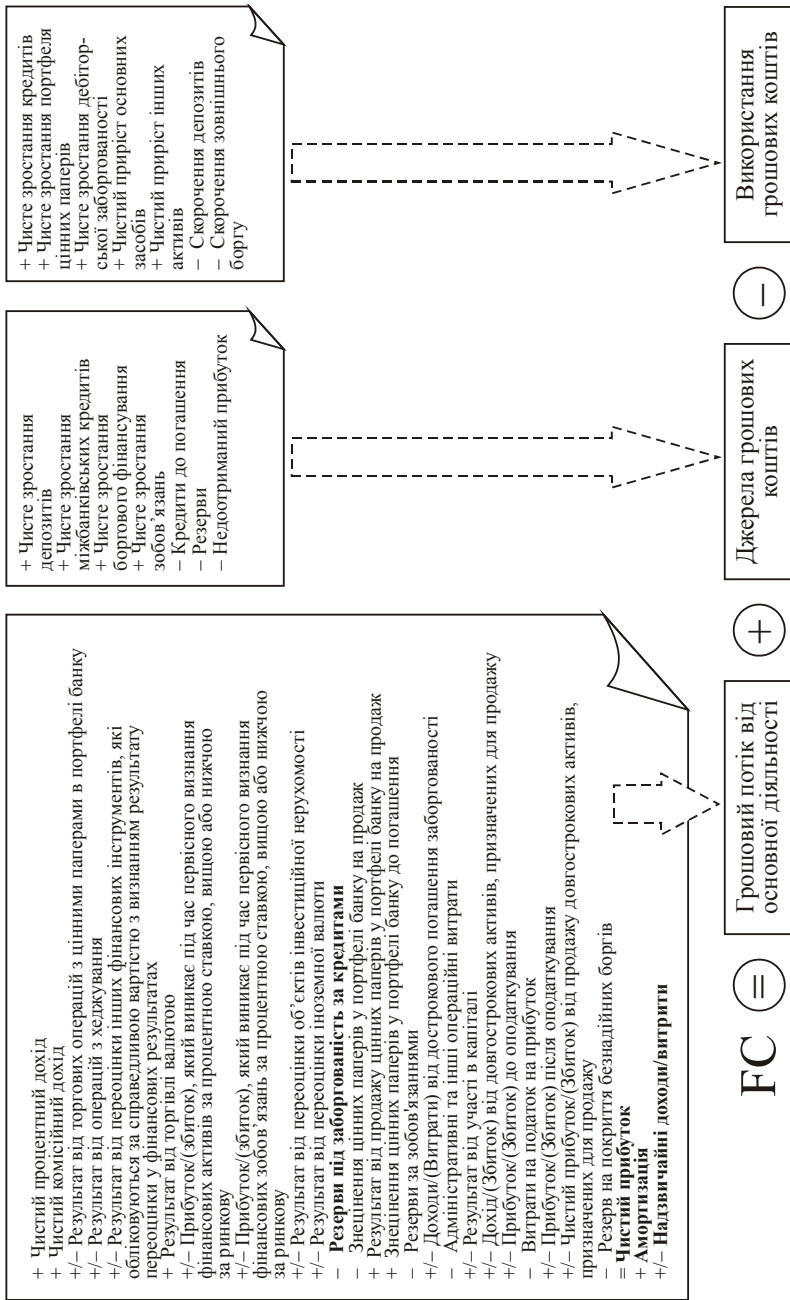 + Чистий процентний дохід
+ Чистий комісійний дохід
+/– Результат від торгових операцій з цінними паперами в портфелі банку
+/– Результат від операцій з хеджування
+/– Результат від переоцінки інших фінансових інструментів, які
обліковуються за справедливою вартістю з визнанням результату
переоцінки у фінансових результатах
+ Результат від торгівлі валютою
+/– Прибуток/(збиток), який виникає під час первісного визнання
фінансових активів за процентною ставкою, вищою або нижчою
за ринкову
+/– Прибуток/(збиток), який виникає під час первісного визнання
фінансових зобов’язань за процентною ставкою, вищою або нижчою
за ринкову
+/– Результат від переоцінки об’єктів інвестиційної нерухомості
+/– Результат від переоцінки іноземної валюти
– Резерви під заборгованість за кредитами
– Знецінення цінних паперів у портфелі банку на продаж
+ Результат від продажу цінних паперів у портфелі банку на продаж
+ Знецінення цінних паперів у портфелі банку до погашення
– Резерви за зобов’язаннями
+/– Доходи/(Витрати) від дострокового погашення заборгованості
– Адміністративні та інші операційні витрати
+/– Результат від участі в капіталі
+/– Дохід/(Збиток) від довгострокових активів, призначених для продажу
+/– Прибуток/(Збиток) до оподаткування
– Витрати на податок на прибуток
+/– Прибуток/(Збиток) після оподаткування
+/– Чистий прибуток/(Збиток) від продажу довгострокових активів,
призначених для продажу
– Резерв на покриття безнадійних боргів
= Чистий прибуток
+ Амортизація
+/– Надзвичайні доходи/витрити
+ Чисте зростання
депозитів
+ Чисте зростання
міжбанківських кредитів
+ Чисте зростання
боргового фінансування
+ Чисте зростання
зобов’язань
– Кредити до погашення
– Резерви
– Недоотриманий прибуток
+ Чисте зростання кредитів
+ Чисте зростання портфеля
цінних паперів
+ Чисте зростання дебітор-
ської заборгованості
+ Чистий приріст основних
засобів
+ Чистий приріст інших
активів
– Скорочення депозитів
– Скорочення зовнішнього
боргу
FC
=
Грошовий потік від
основної діяльності
+
Джерела грошових
коштів
–
Використання
грошових коштів